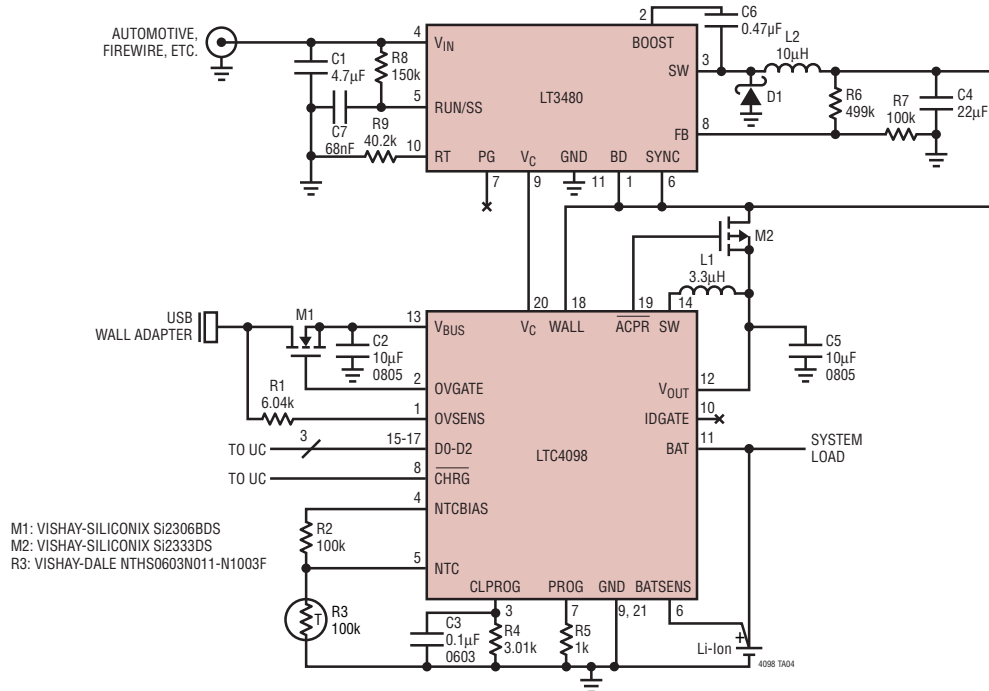 AUTOMOTIVE,
FIREWIRE, ETC.
C1
4.7µF
R8
150k
C7
68nF
R9
40.2k
4
VIN
5
RUN/SS
10
RT
LT3480
2
BOOST
3
SW
8
FB
PG
7
VC
9
GND
11
BD
1
SYNC
6
C6
0.47µF
L2
10µH
D1
R6
499k
R7
100k
C4
22µF
M2
L1
3.3µH
USB
WALL ADAPTER
M1
C2
10µF
0805
R1
6.04k
3
TO UC
TO UC
13
VBUS
2
OVGATE
1
OVSENS
15-17
D0-D2
8
CHRG
4
NTCBIAS
5
NTC
20
VC
18
WALL
19
ACPR
14
SW
LTC4098
12
VOUT
IDGATE
10
11
BAT
C5
10µF
0805
SYSTEM
LOAD
M1: VISHAY-SILICONIX Si2306BDS
M2: VISHAY-SILICONIX Si2333DS
R3: VISHAY-DALE NTHS0603N011-N1003F
R2
100k
T
R3
100k
CLPROG
3
PROG
7
GND
9, 21
BATSENS
6
C3
0.1µF
0603
R4
3.01k
R5
1k
Li-Ion
+
4098 TA04